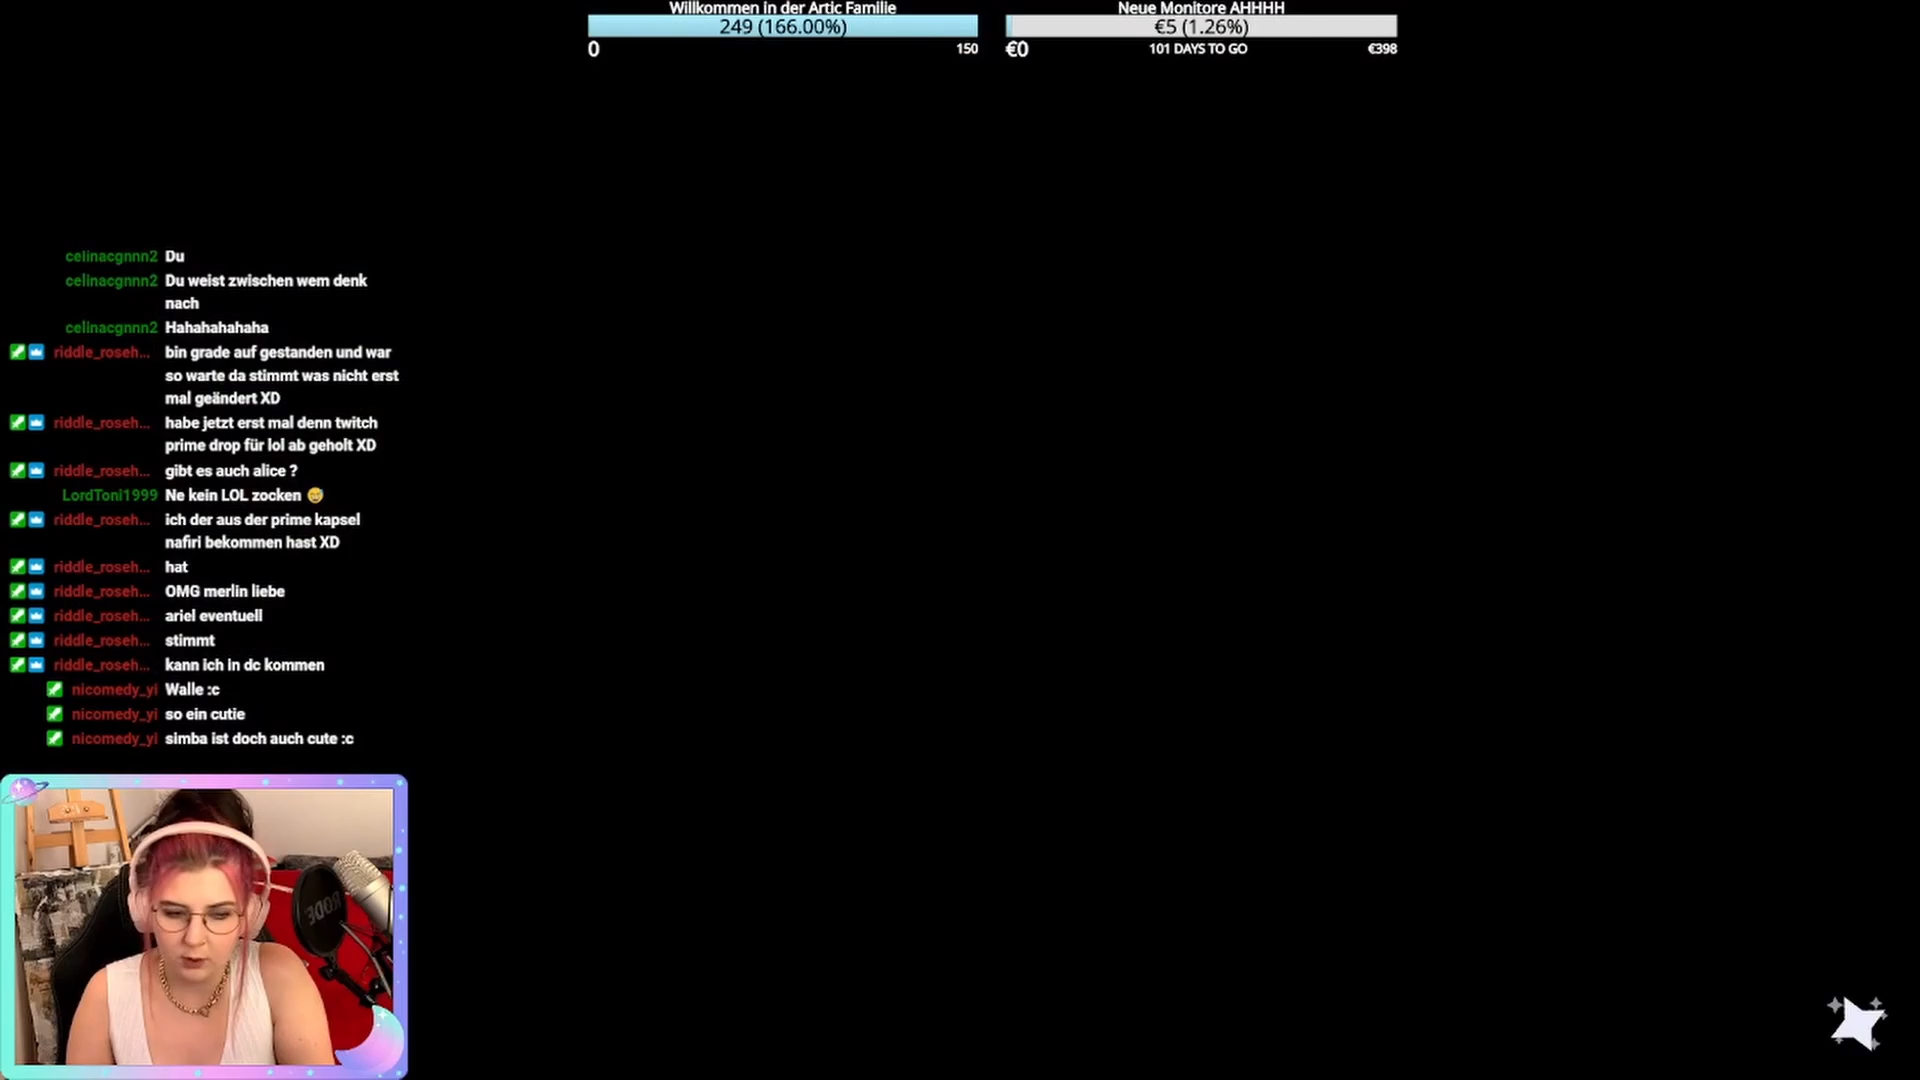 Willkommen in der Artic Familie
249 (166.00%)
0
150
Neue Monitore AHHHH
€5 (1.26%)
€0
101 DAYS TO GO
€398
celinacgnnn2 Du
celinacgnnn2 Du weist zwischen wem denk
nach
celinacgnnn2 Hahahahahaha
riddle_roseh... bin grade auf gestanden und war
so warte da stimmt was nicht erst
mal geändert XD
riddle_roseh... habe jetzt erst mal denn twitch
prime drop für lol ab geholt XD
riddle_roseh... gibt es auch alice ?
LordToni1999 Ne kein LOL zocken 😅
riddle_roseh... ich der aus der prime kapsel
nafiri bekommen hast XD
riddle_roseh... hat
riddle_roseh... OMG merlin liebe
riddle_roseh... ariel eventuell
riddle_roseh... stimmt
riddle_roseh... kann ich in dc kommen
nicomedy_yi Walle :c
nicomedy_yi so ein cutie
nicomedy_yi simba ist doch auch cute :c
RODE